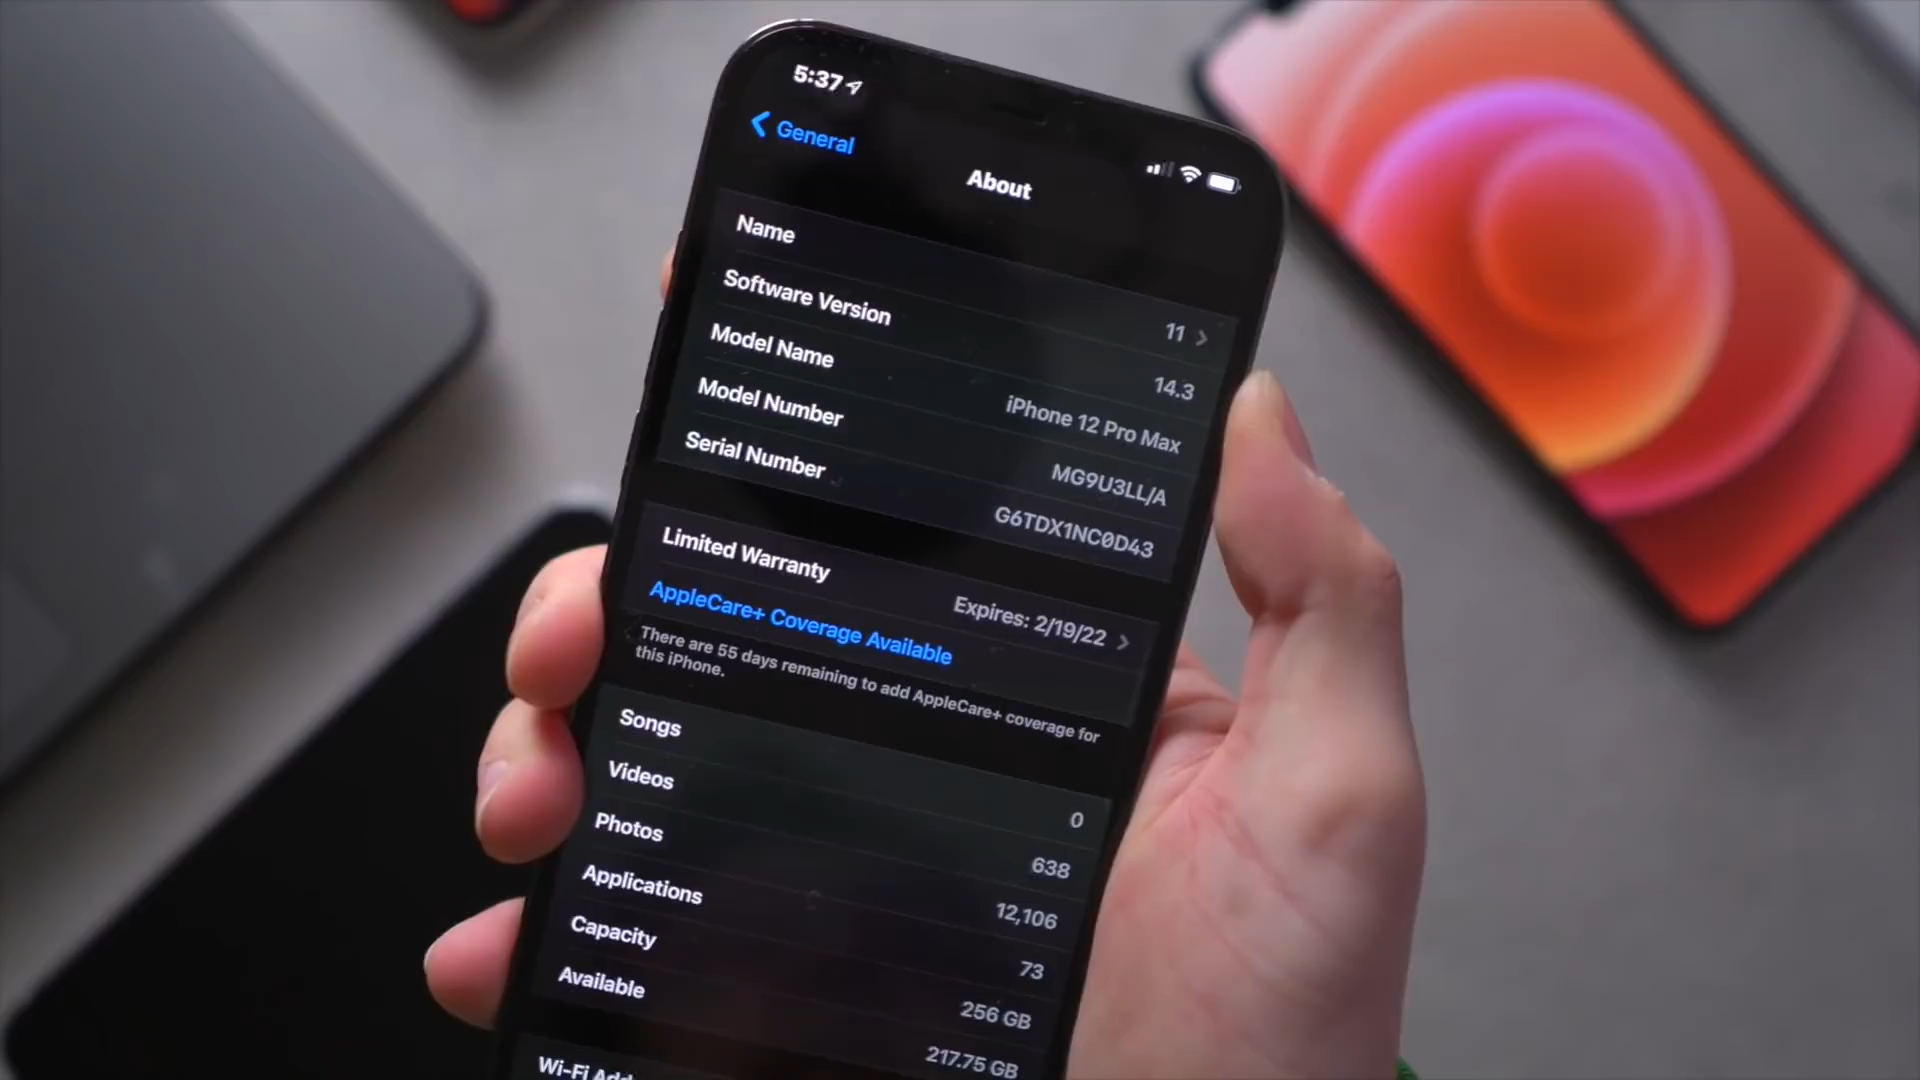 5:37
General
About
Name 11
Software Version 14.3
Model Name iPhone 12 Pro Max
Model Number MG9U3LL/A
Serial Number G6TDX1NC0D43
Limited Warranty Expires: 2/19/22
AppleCare+ Coverage Available
There are 55 days remaining to add AppleCare+ coverage for
this iPhone.
Songs 0
Videos 638
Photos 12,106
Applications 73
Capacity 256 GB
Available 217.75 GB
Wi-Fi